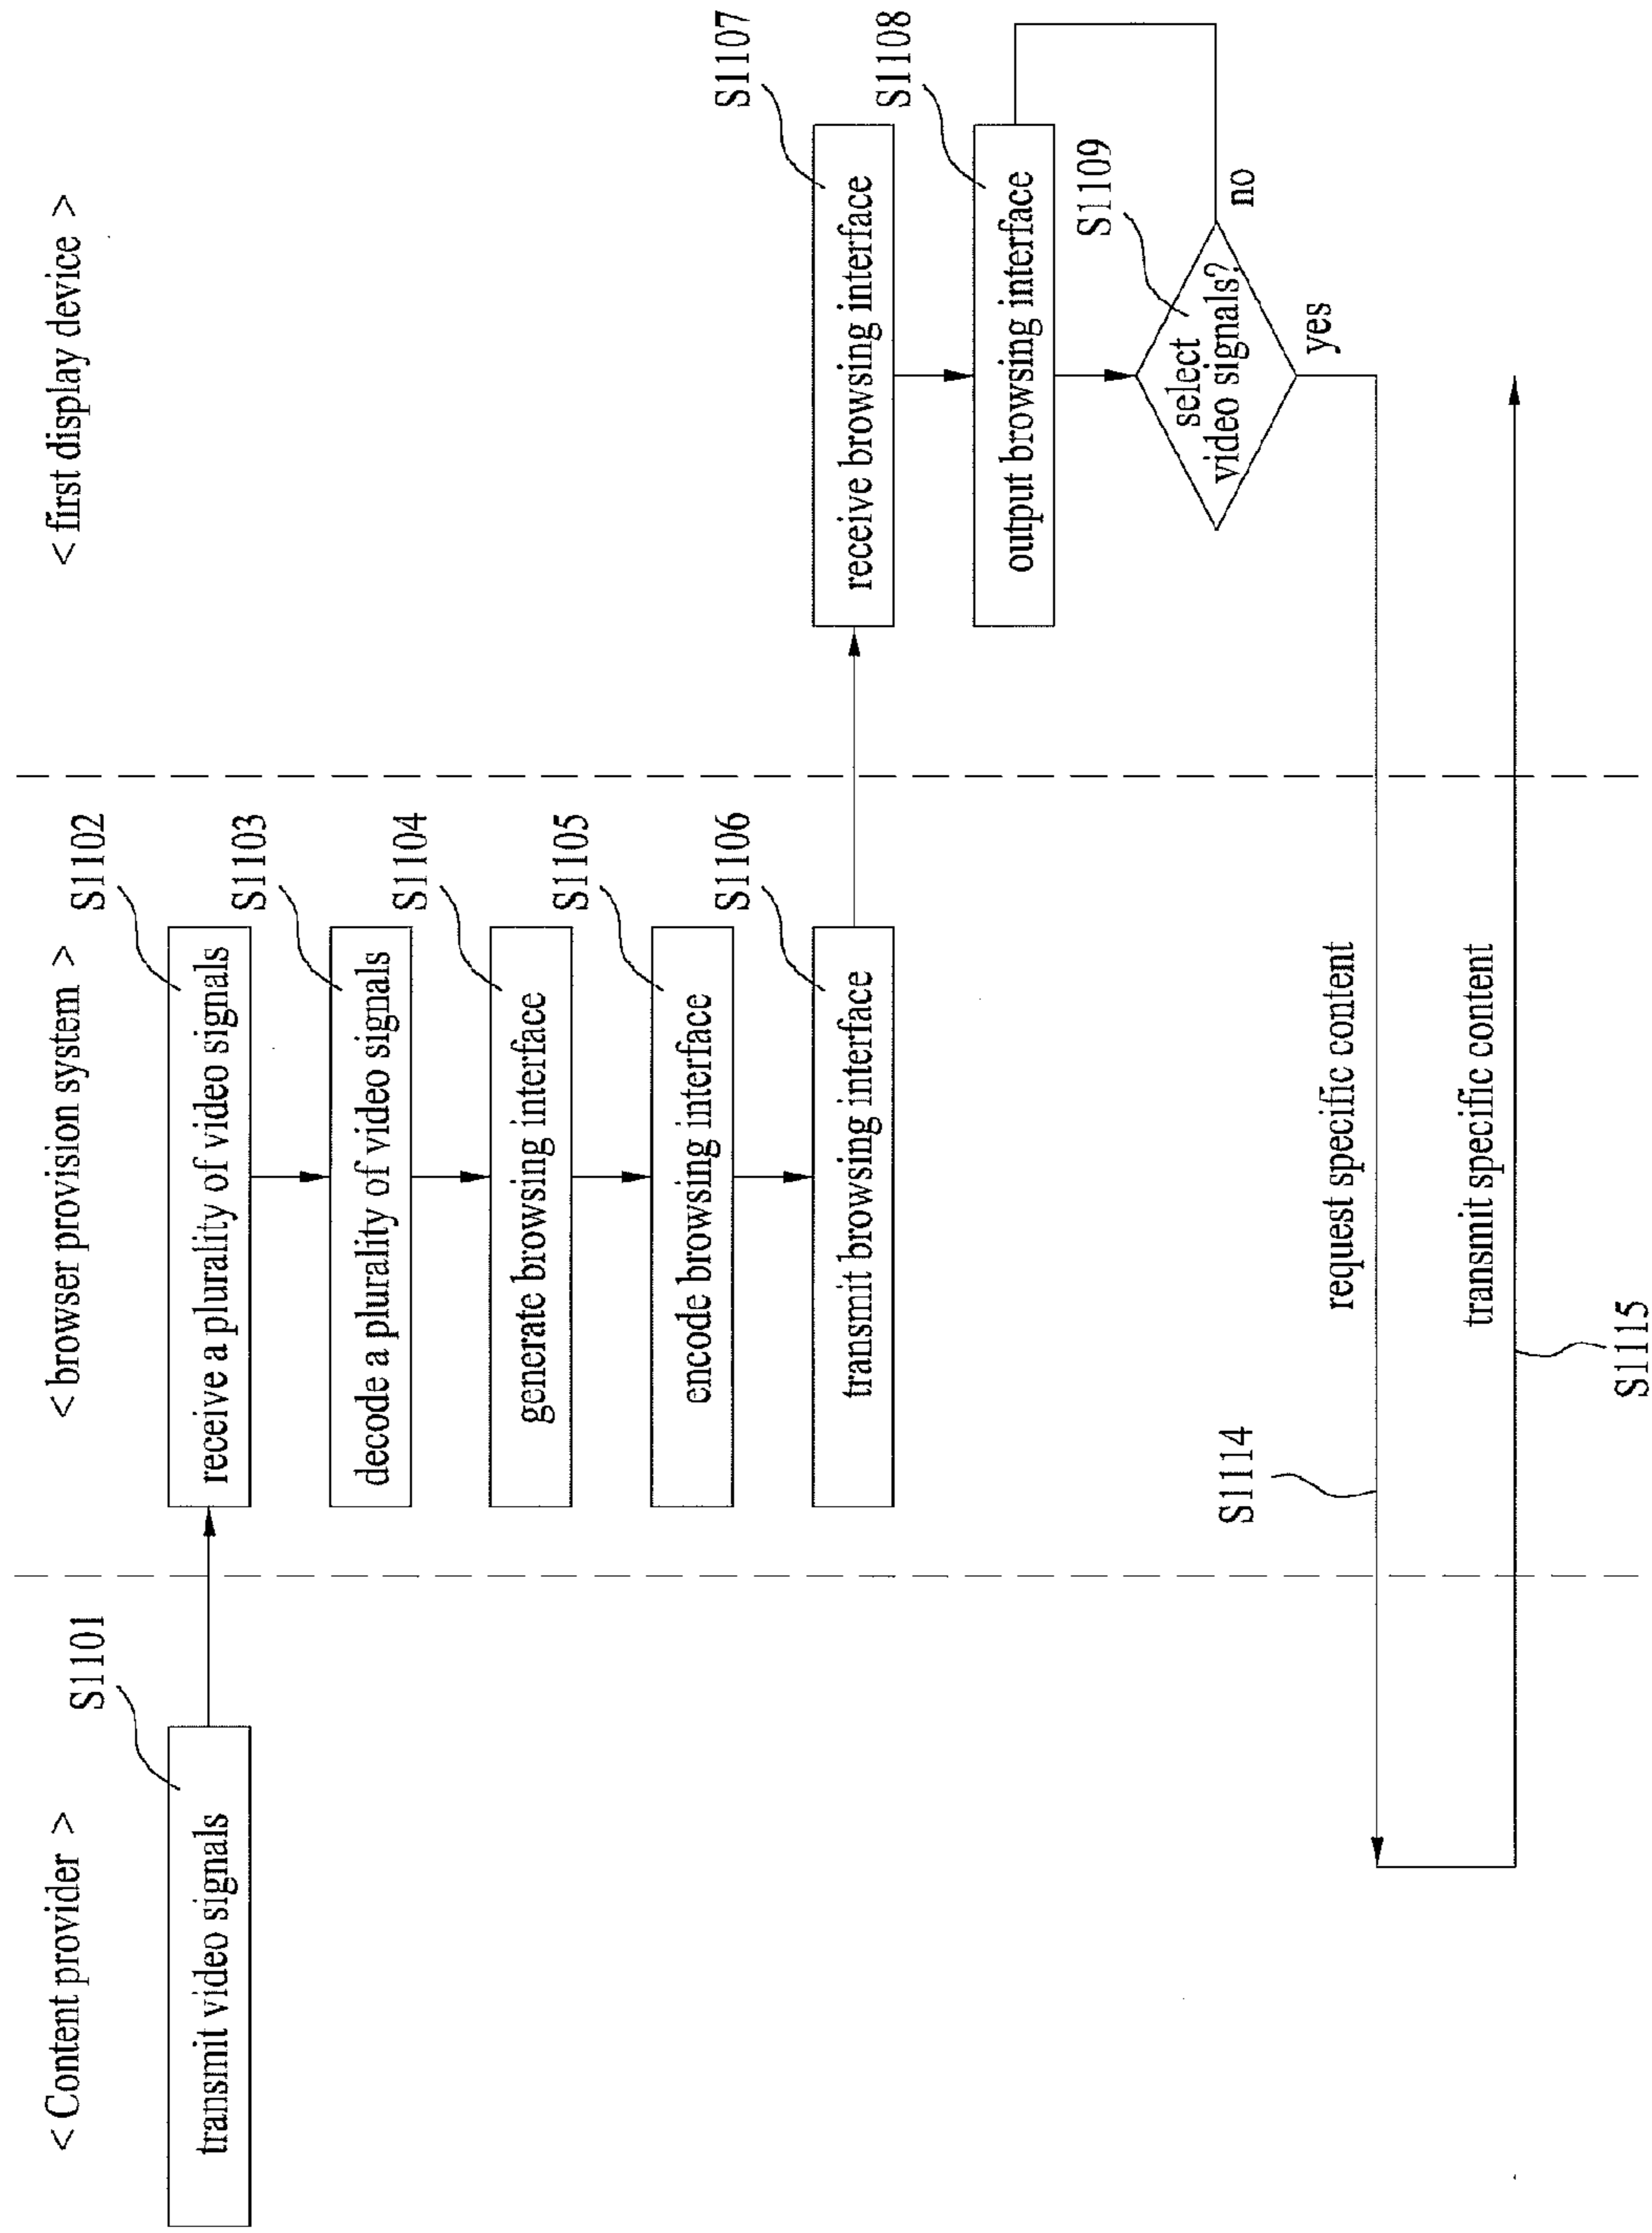 < Content provider >
< browser provision system >
< first display device >
S1101
transmit video signals
S1102
receive a plurality of video signals
S1103
decode a plurality of video signals
S1104
generate browsing interface
S1105
encode browsing interface
S1106
transmit browsing interface
S1107
receive browsing interface
S1108
output browsing interface
S1109
select
video signals?
no
yes
S1114
request specific content
transmit specific content
S1115